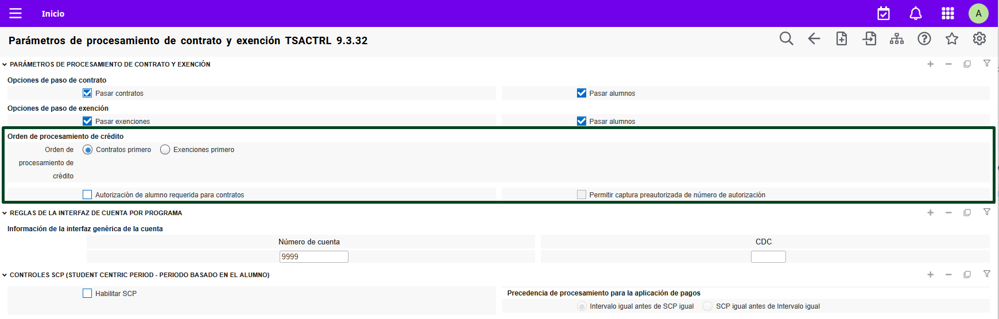 Inicio
A
Parámetros de procesamiento de contrato y exención TSACTRL 9.3.32
PARÁMETROS DE PROCESAMIENTO DE CONTRATO Y EXENCIÓN
Opciones de paso de contrato
Pasar contratos
Pasar alumnos
Opciones de paso de exención
Pasar exenciones
Pasar alumnos
Orden de procesamiento de crédito
Orden de
procesamiento de
crédito
Contratos primero
Exenciones primero
Autorización de alumno requerida para contratos
Permitir captura preautorizada de número de autorización
REGLAS DE LA INTERFAZ DE CUENTA POR PROGRAMA
Información de la interfaz genérica de la cuenta
Número de cuenta
CDC
9999
CONTROLES SCP (STUDENT CENTRIC PERIOD - PERIODO BASADO EN EL ALUMNO)
Habilitar SCP
Precedencia de procesamiento para la aplicación de pagos
Intervalo igual antes de SCP igual
SCP igual antes de Intervalo igual